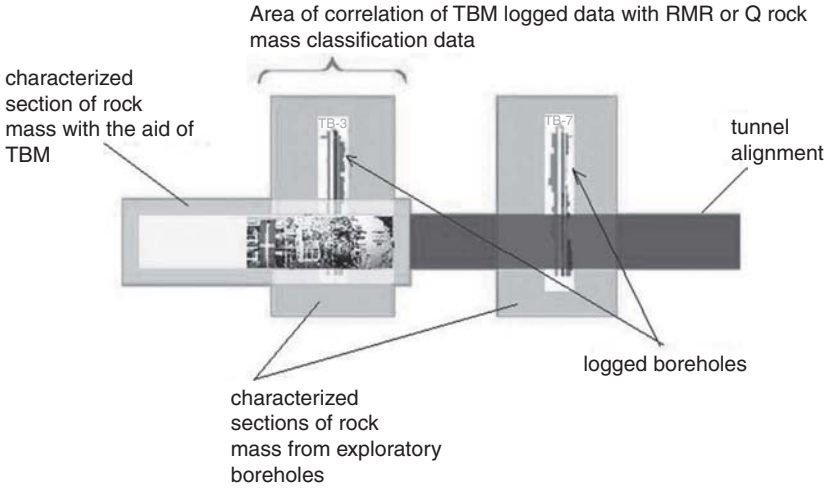 Area of correlation of TBM logged data with RMR or Q rock
mass classification data
characterized
section of rock
mass with the aid of
TBM
TB-3
TB-7
tunnel
alignment
logged boreholes
characterized
sections of rock
mass from exploratory
boreholes